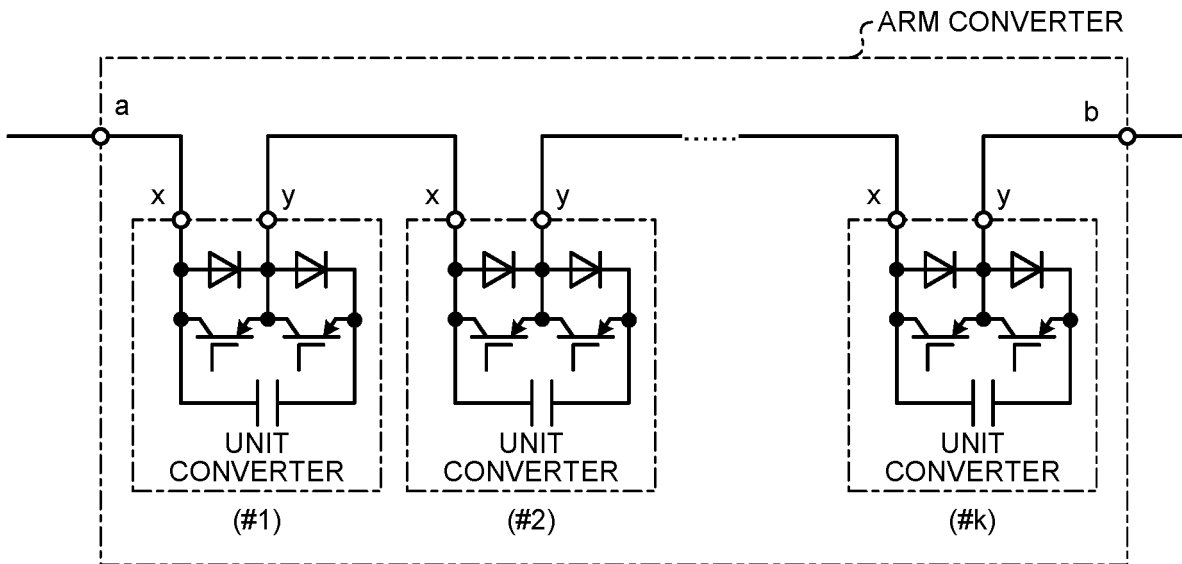 ARM CONVERTER
a
b
x
y
x
y
x
y
UNIT
CONVERTER
UNIT
CONVERTER
UNIT
CONVERTER
(#1)
(#2)
(#k)